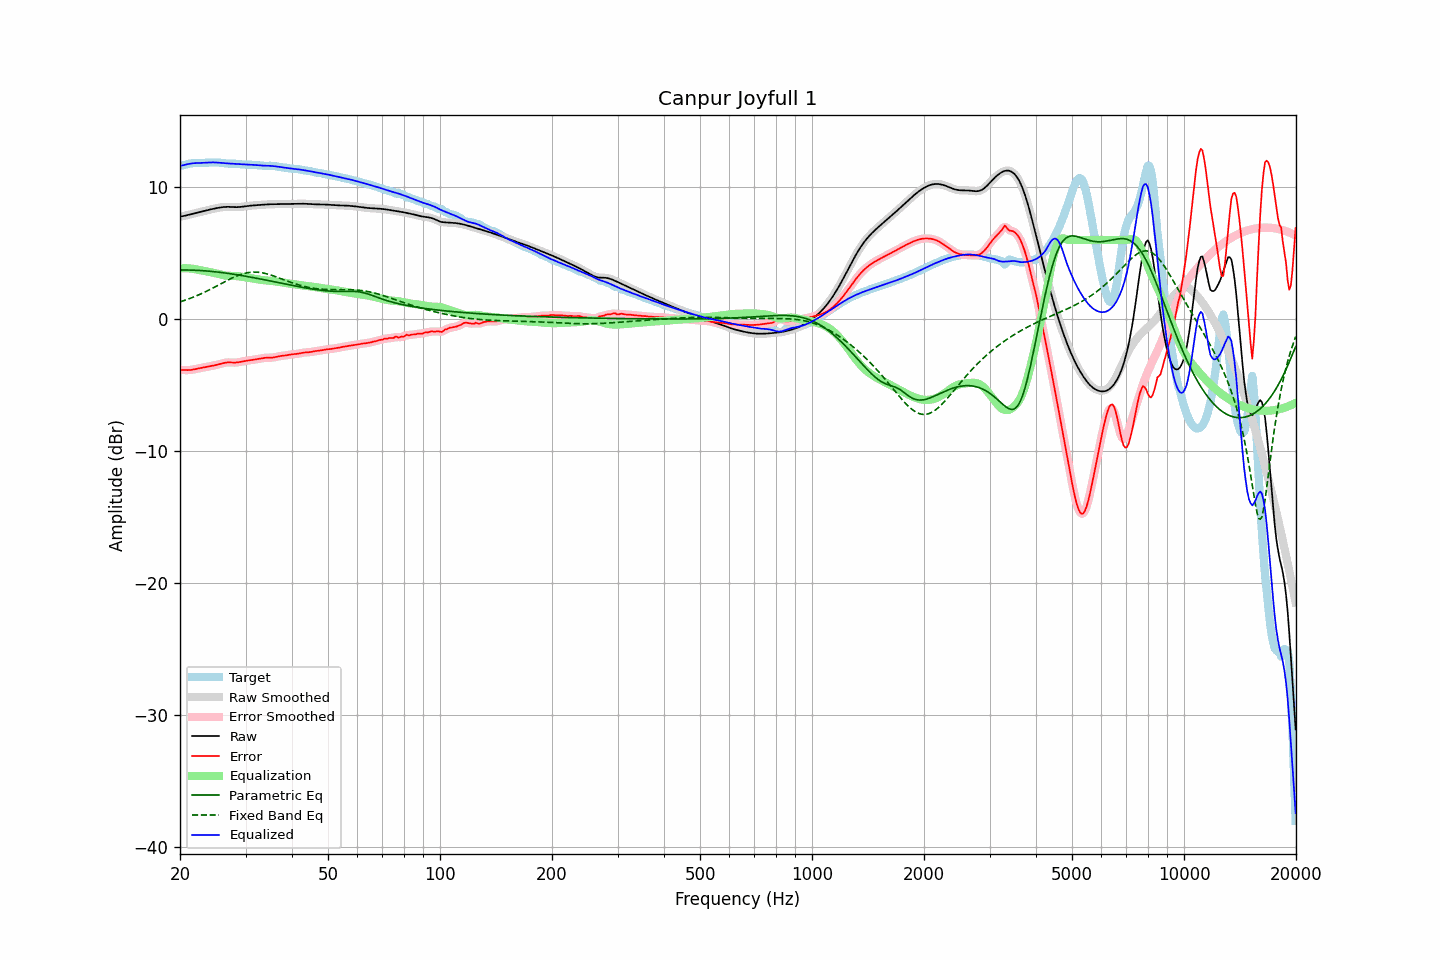 Canpur Joyfull 1
10
0
−10
−20
−30
−40
Amplitude (dBr)
Target
Raw Smoothed
Error Smoothed
Raw
Error
Equalization
Parametric Eq
Fixed Band Eq
Equalized
20 50 100 200 500 1000 2000 5000 10000 20000
Frequency (Hz)